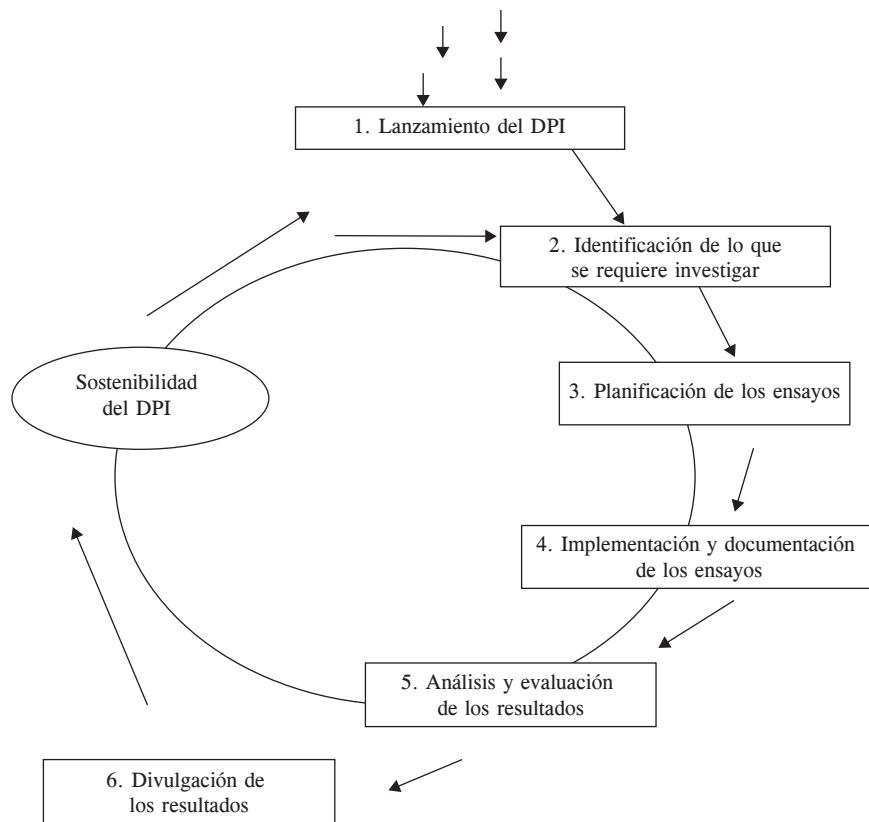 1. Lanzamiento del DPI
2. Identificación de lo que
se requiere investigar
3. Planificación de los ensayos
4. Implementación y documentación
de los ensayos
5. Análisis y evaluación
de los resultados
6. Divulgación de
los resultados
Sostenibilidad
del DPI